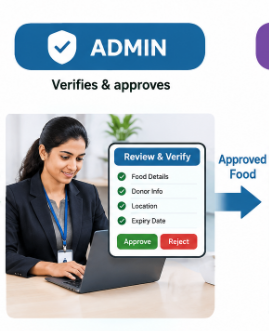 ADMIN
Verifies & approves
Review & Verify
Food Details
Donor Info
Location
Expiry Date
Approve Reject
Approved
Food